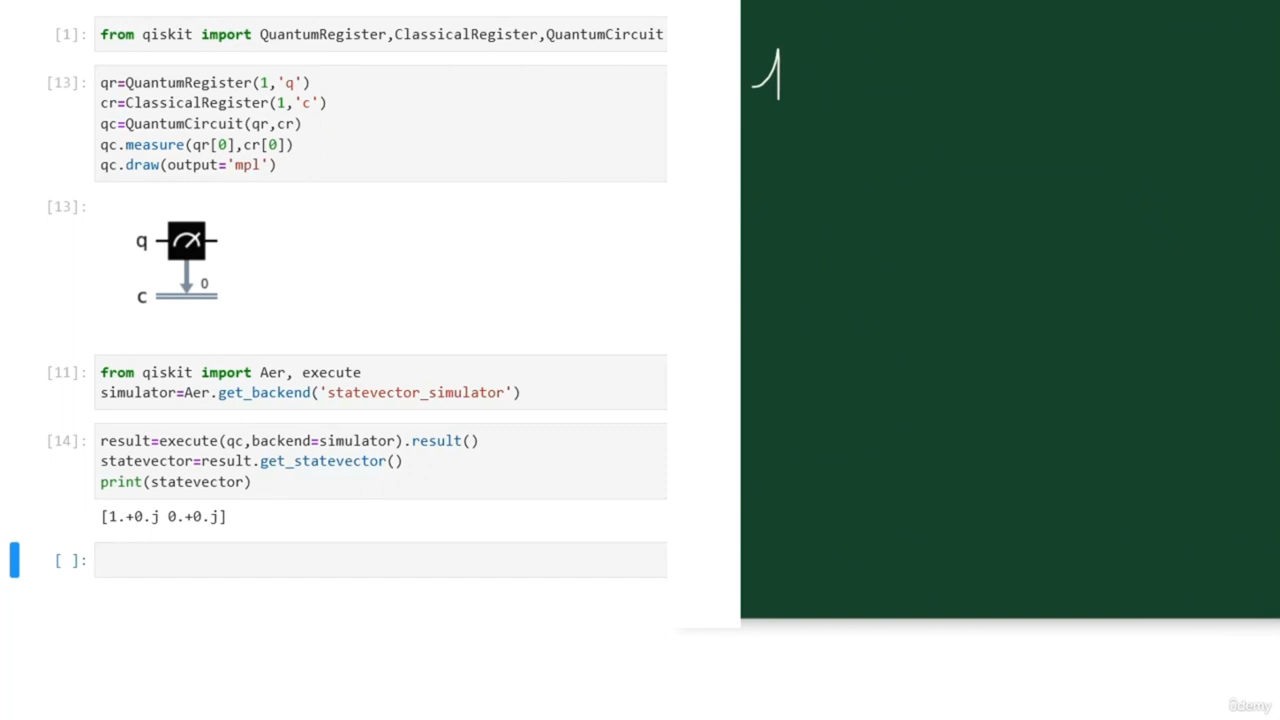 [1]: from qiskit import QuantumRegister,ClassicalRegister,QuantumCircuit
[13]: qr=QuantumRegister(1,'q')
cr=ClassicalRegister(1,'c')
qc=QuantumCircuit(qr,cr)
qc.measure(qr[0],cr[0])
qc.draw(output='mpl')
[13]:
q
0
c
[11]: from qiskit import Aer, execute
simulator=Aer.get_backend('statevector_simulator')
[14]: result=execute(qc,backend=simulator).result()
statevector=result.get_statevector()
print(statevector)
[1.+0.j 0.+0.j]
[ ]:
1
ûdemy